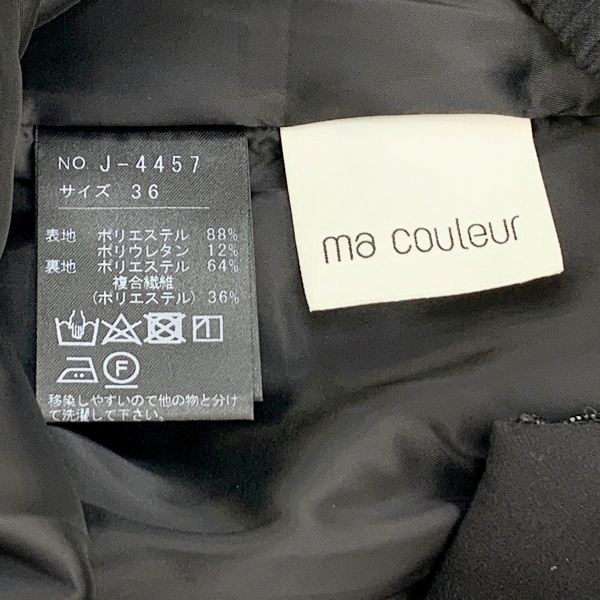 NO. J-4457
サイズ 36
表地 ポリエステル 88%
ポリウレタン 12%
裏地 ポリエステル 64%
複合繊維
(ポリエステル) 36%
F
移染しやすいので他の物と分け
て洗濯して下さい。
ma couleur